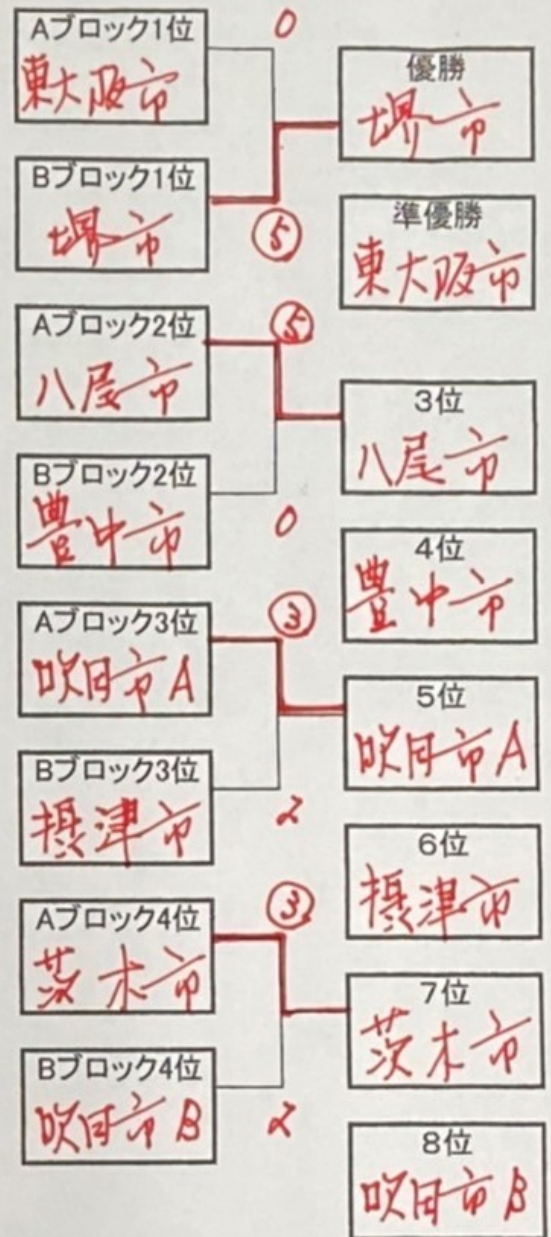 Aブロック1位
東大阪市
0
優勝
堺市
Bブロック1位
堺市
⑤
準優勝
東大阪市
Aブロック2位
八尾市
⑤
3位
八尾市
Bブロック2位
豊中市
0
4位
豊中市
Aブロック3位
吹田市A
③
5位
吹田市A
Bブロック3位
摂津市
2
6位
摂津市
Aブロック4位
茨木市
③
7位
茨木市
Bブロック4位
吹田市B
2
8位
吹田市B